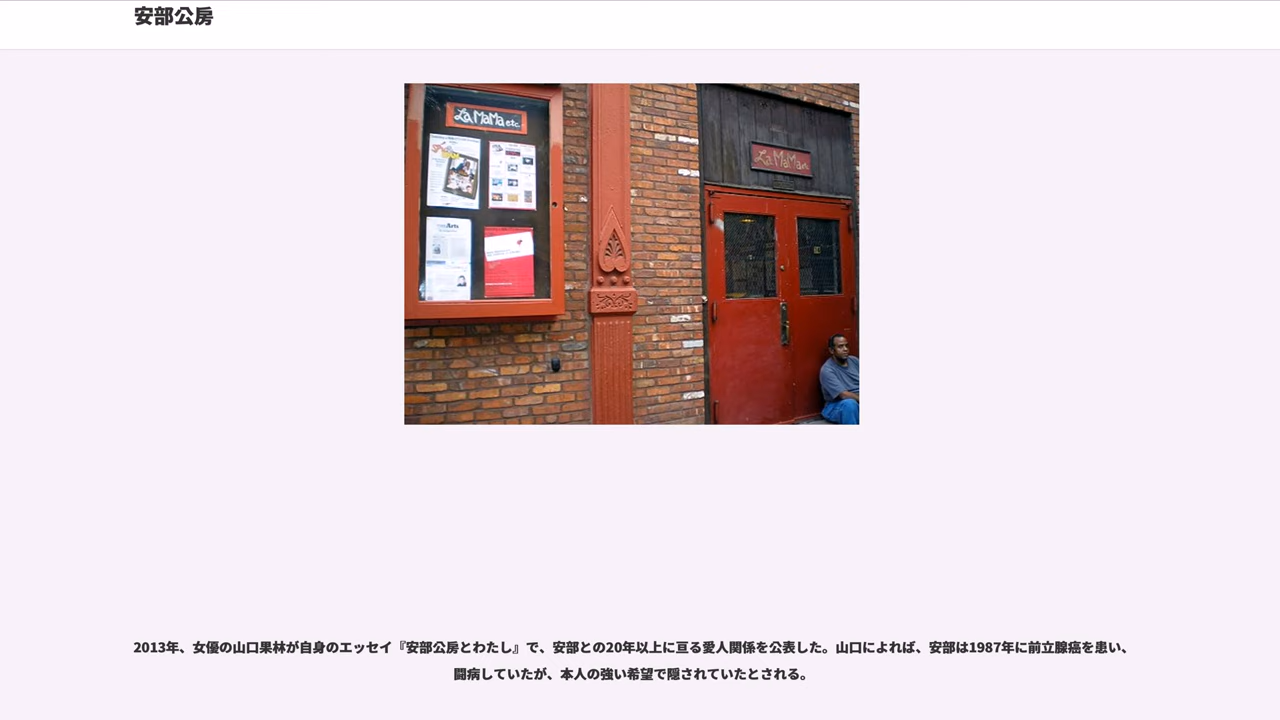 安部公房
La MaMa etc.
La MaMa etc
Arts
2013年、女優の山口果林が自身のエッセイ『安部公房とわたし』で、安部との20年以上に亘る愛人関係を公表した。山口によれば、安部は1987年に前立腺癌を患い、
闘病していたが、本人の強い希望で隠されていたとされる。